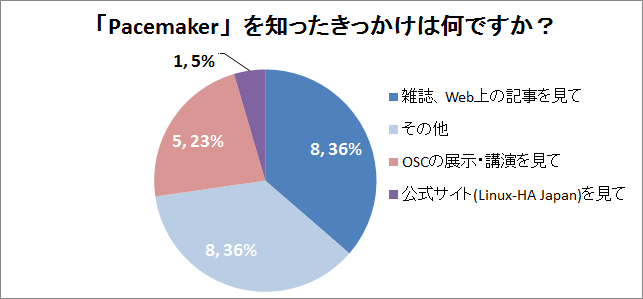 「Pacemaker」を知ったきっかけは何ですか？
1, 5%
8, 36%
5, 23%
8, 36%
雑誌、Web上の記事を見て
その他
OSCの展示・講演を見て
公式サイト(Linux-HA Japan)を見て